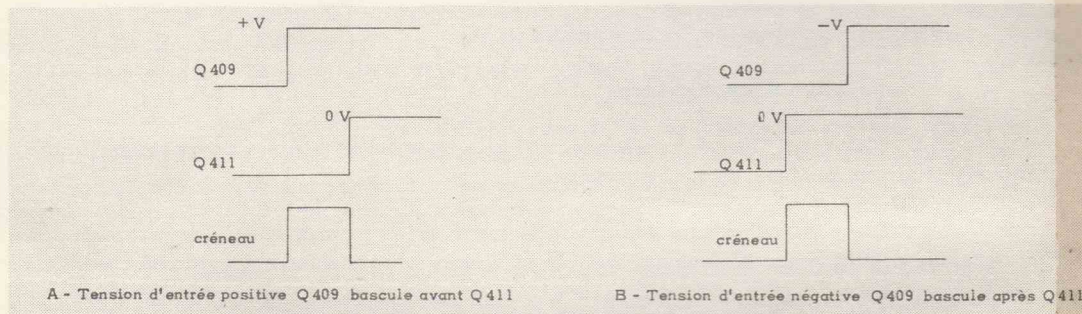 + V
Q 409
0 V
Q 411
créneau
A - Tension d'entrée positive Q 409 bascule avant Q 411
—V
Q 409
0 V
Q 411
créneau
B - Tension d'entrée négative Q 409 bascule après Q 411